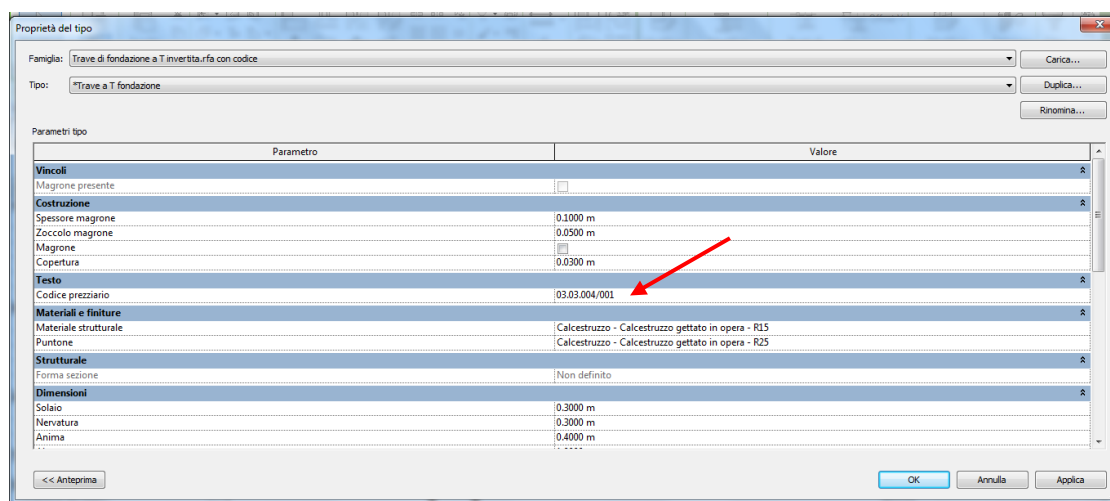 Proprietà del tipo
Famiglia: Trave di fondazione a T invertita.rfa con codice Carica...
Tipo: *Trave a T fondazione Duplica...
Rinomina...
Parametri tipo
Parametro Valore
Vincoli
Magrone presente
Costruzione
Spessore magrone 0.1000 m
Zoccolo magrone 0.0500 m
Magrone
Copertura 0.0300 m
Testo
Codice prezziario 03.03.004/001
Materiali e finiture
Materiale strutturale Calcestruzzo - Calcestruzzo gettato in opera - R15
Puntone Calcestruzzo - Calcestruzzo gettato in opera - R25
Strutturale
Forma sezione Non definito
Dimensioni
Solaio 0.3000 m
Nervatura 0.3000 m
Anima 0.4000 m
<< Anteprima OK Annulla Applica